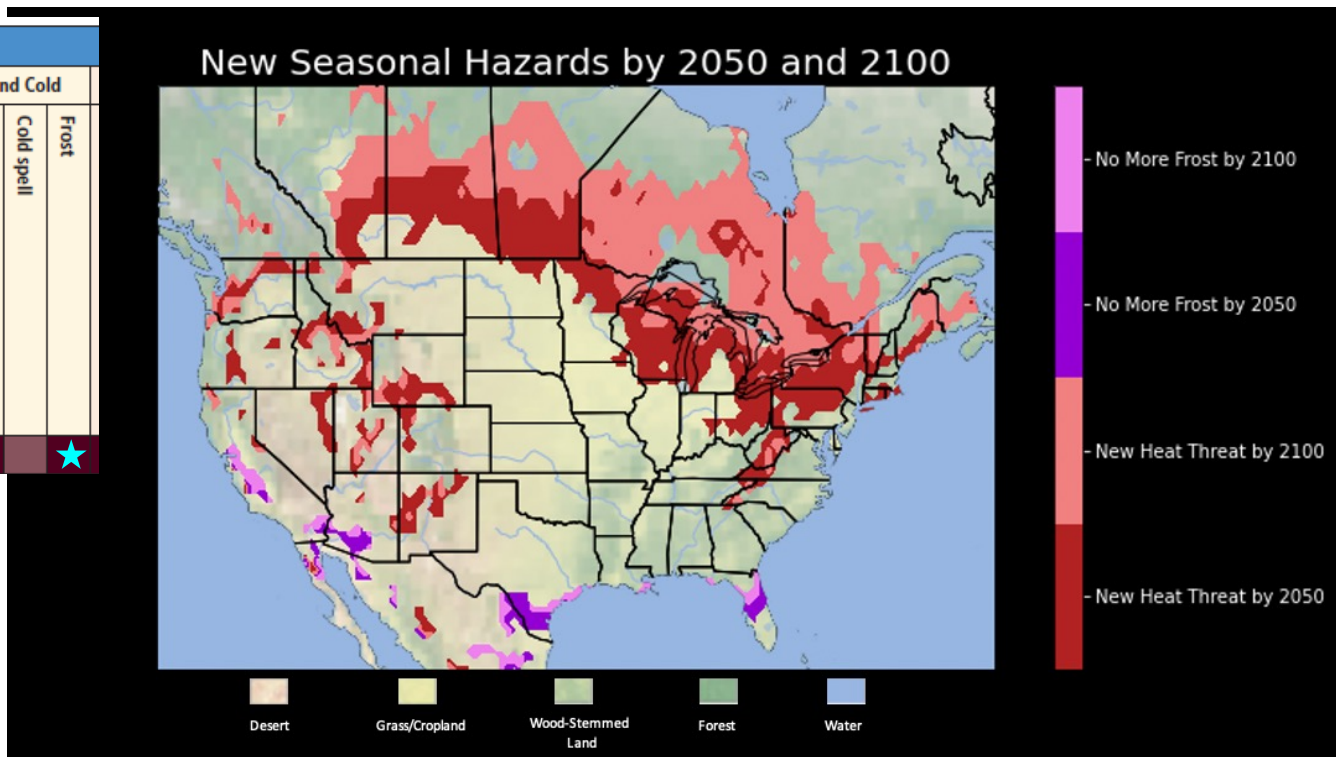 nd Cold
Cold spell
Frost
New Seasonal Hazards by 2050 and 2100
No More Frost by 2100
No More Frost by 2050
New Heat Threat by 2100
New Heat Threat by 2050
Desert
Grass/Cropland
Wood-Stemmed
Land
Forest
Water